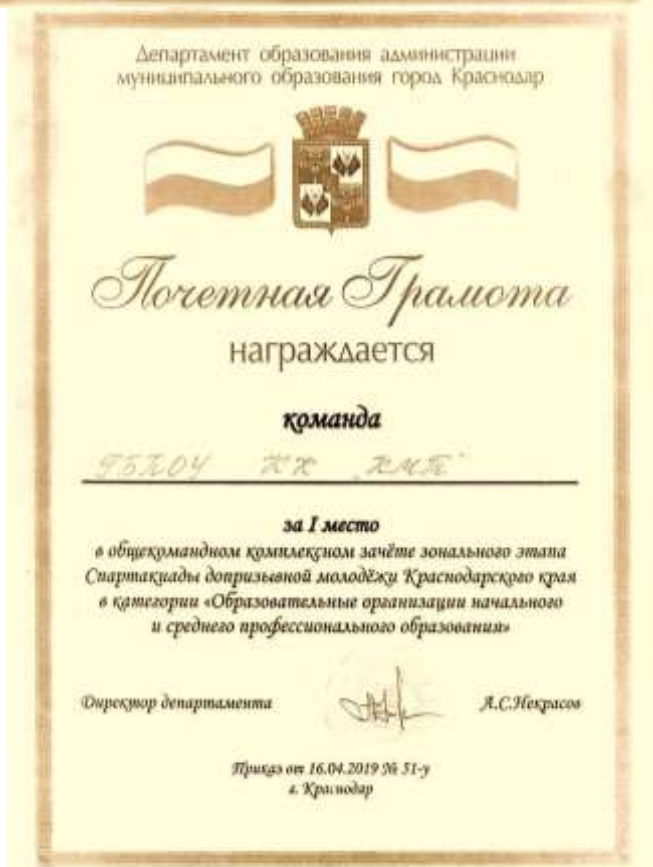 Департамент образования администрации
муниципального образования город Краснодар
Почетная Грамота
награждается
команда
ГБПОУ КК „КМТ"
за I место
в общекомандном комплексном зачёте зонального этапа
Спартакиады допризывной молодёжи Краснодарского края
в категории «Образовательные организации начального
и среднего профессионального образования»
Директор департамента А.С.Некрасов
Приказ от 16.04.2019 № 51-у
г. Краснодар